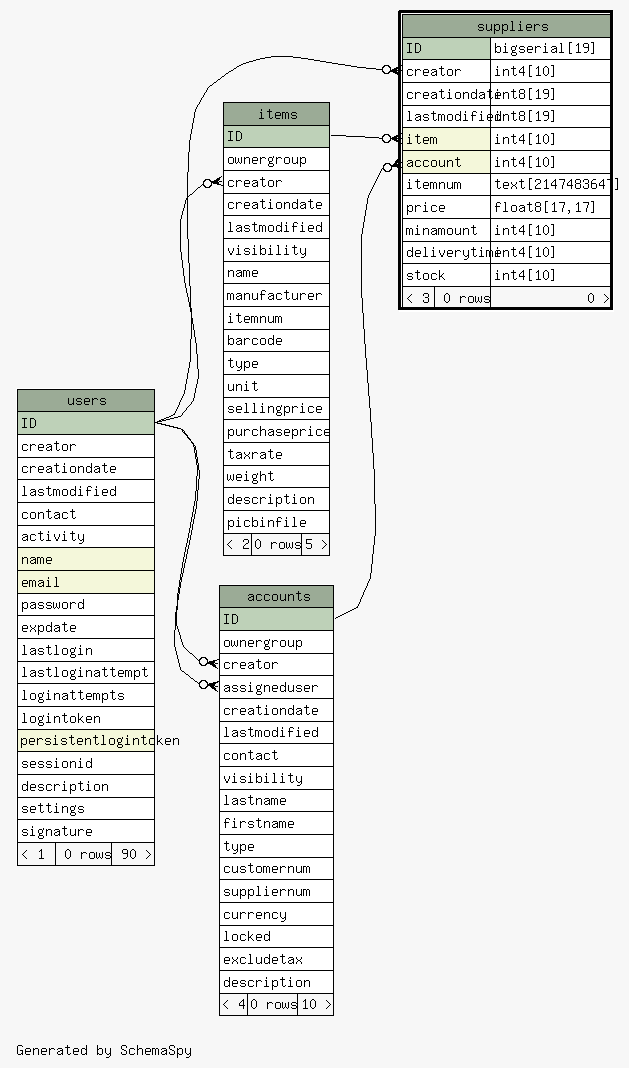 suppliers
ID bigserial[19]
creator int4[10]
creationdate int8[19]
lastmodified int8[19]
item int4[10]
account int4[10]
itemnum text[2147483647]
price float8[17,17]
minamount int4[10]
deliverytime int4[10]
stock int4[10]
< 3 0 rows 0 >
items
ID
ownergroup
creator
creationdate
lastmodified
visibility
name
manufacturer
itemnum
barcode
type
unit
sellingprice
purchaseprice
taxrate
weight
description
picbinfile
< 2 0 rows 5 >
users
ID
creator
creationdate
lastmodified
contact
activity
name
email
password
expdate
lastlogin
lastloginattempt
loginattempts
logintoken
persistentlogintoken
sessionid
description
settings
signature
< 1 0 rows 90 >
accounts
ID
ownergroup
creator
assigneduser
creationdate
lastmodified
contact
visibility
lastname
firstname
type
customernum
suppliernum
currency
locked
excludetax
description
< 4 0 rows 10 >
Generated by SchemaSpy